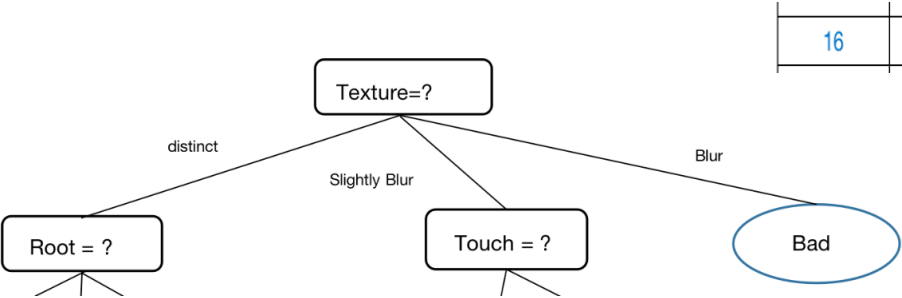 16
Texture=?
distinct
Slightly Blur
Blur
Root = ?
Touch = ?
Bad